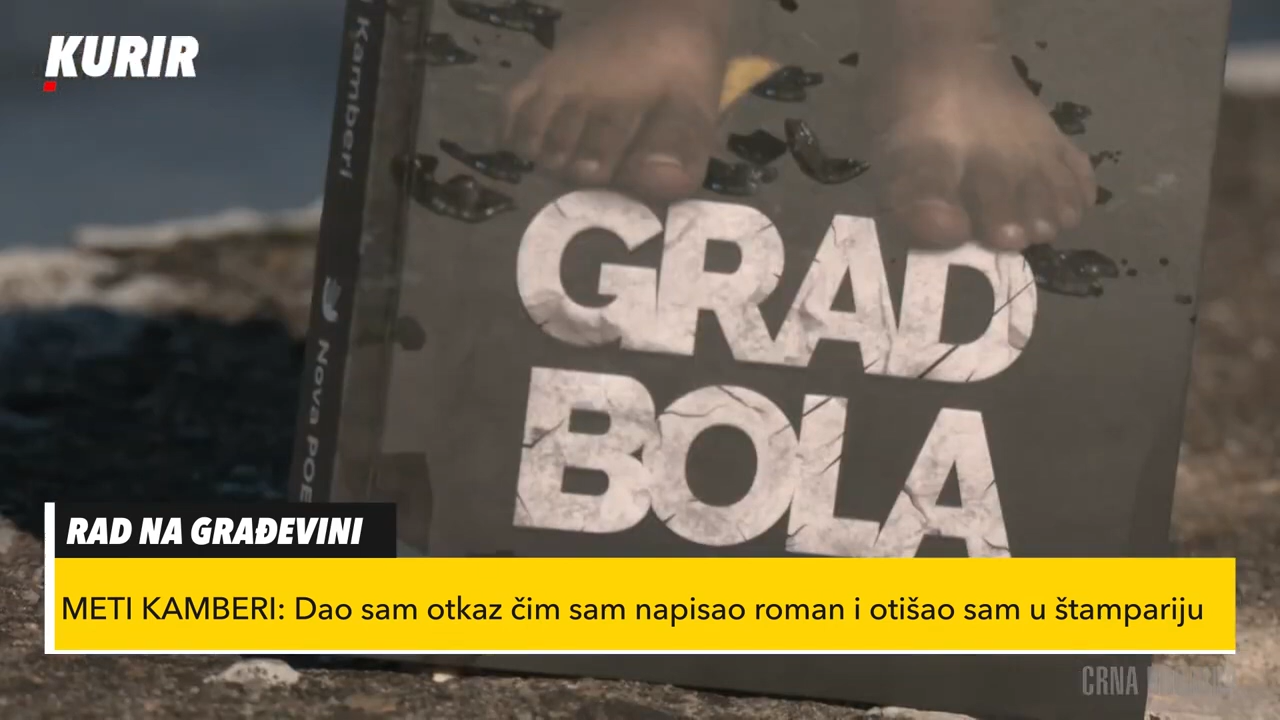 KURIR
Kamberi
GRAD
BOLA
Nova
RAD NA GRAĐEVINI
METI KAMBERI: Dao sam otkaz čim sam napisao roman i otišao sam u štampariju
CRNA